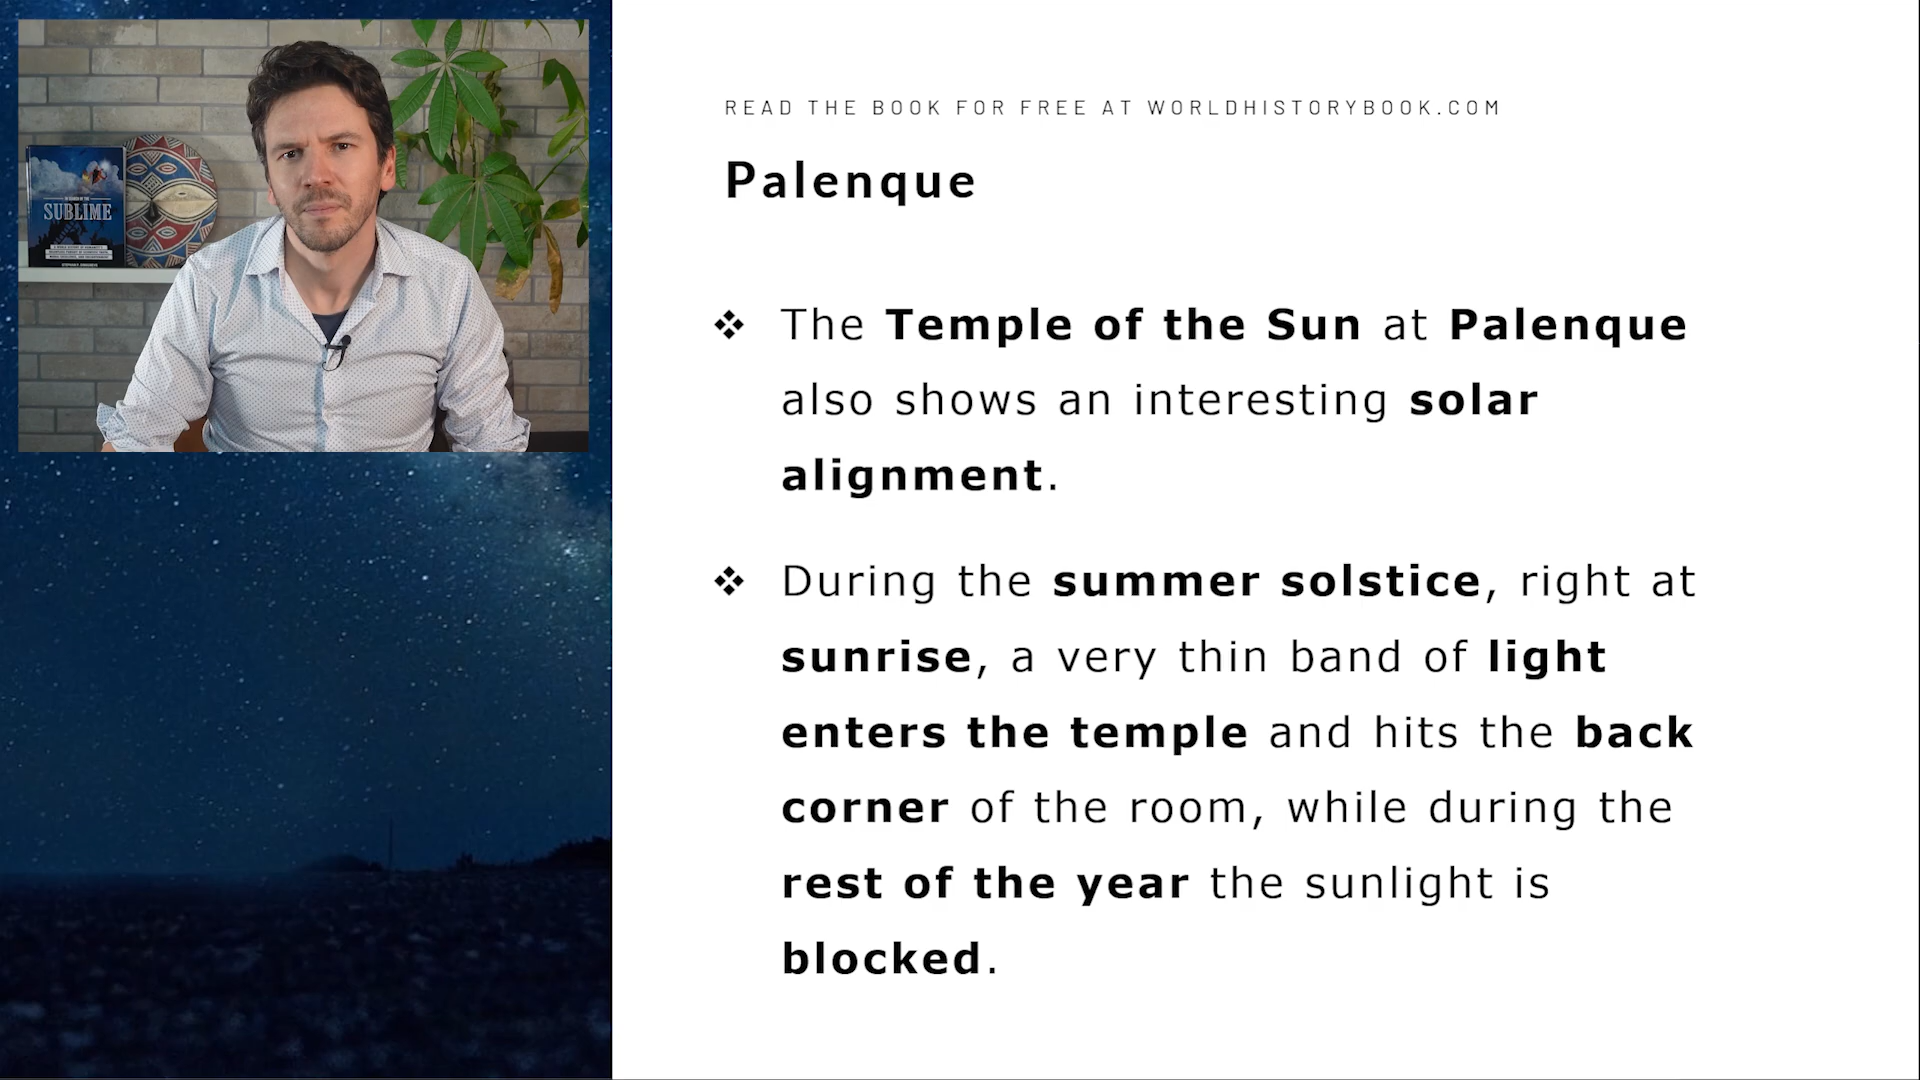 READ THE BOOK FOR FREE AT WORLDHISTORYBOOK.COM
Palenque
❖ The Temple of the Sun at Palenque
also shows an interesting solar
alignment.
❖ During the summer solstice, right at
sunrise, a very thin band of light
enters the temple and hits the back
corner of the room, while during the
rest of the year the sunlight is
blocked.
SUBLIME